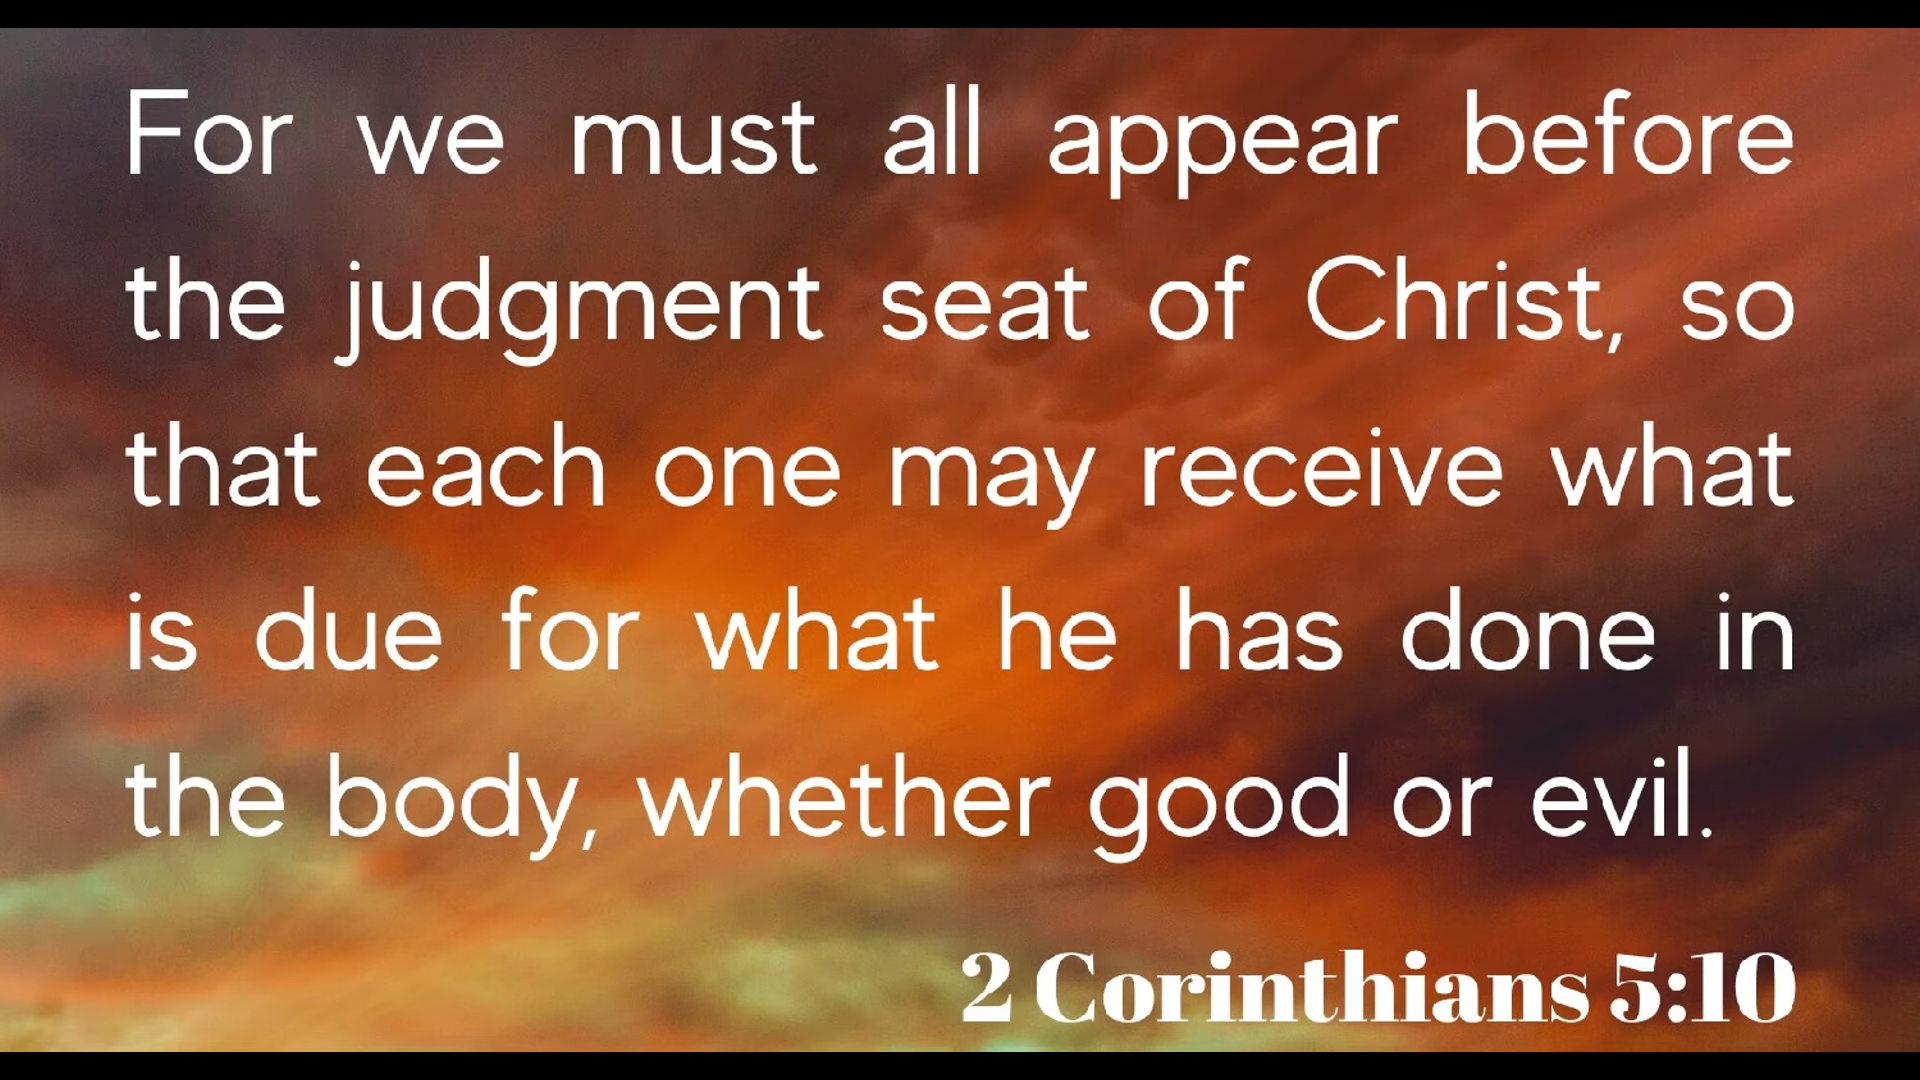 For we must all appear before
the judgment seat of Christ, so
that each one may receive what
is due for what he has done in
the body, whether good or evil.
2 Corinthians 5:10